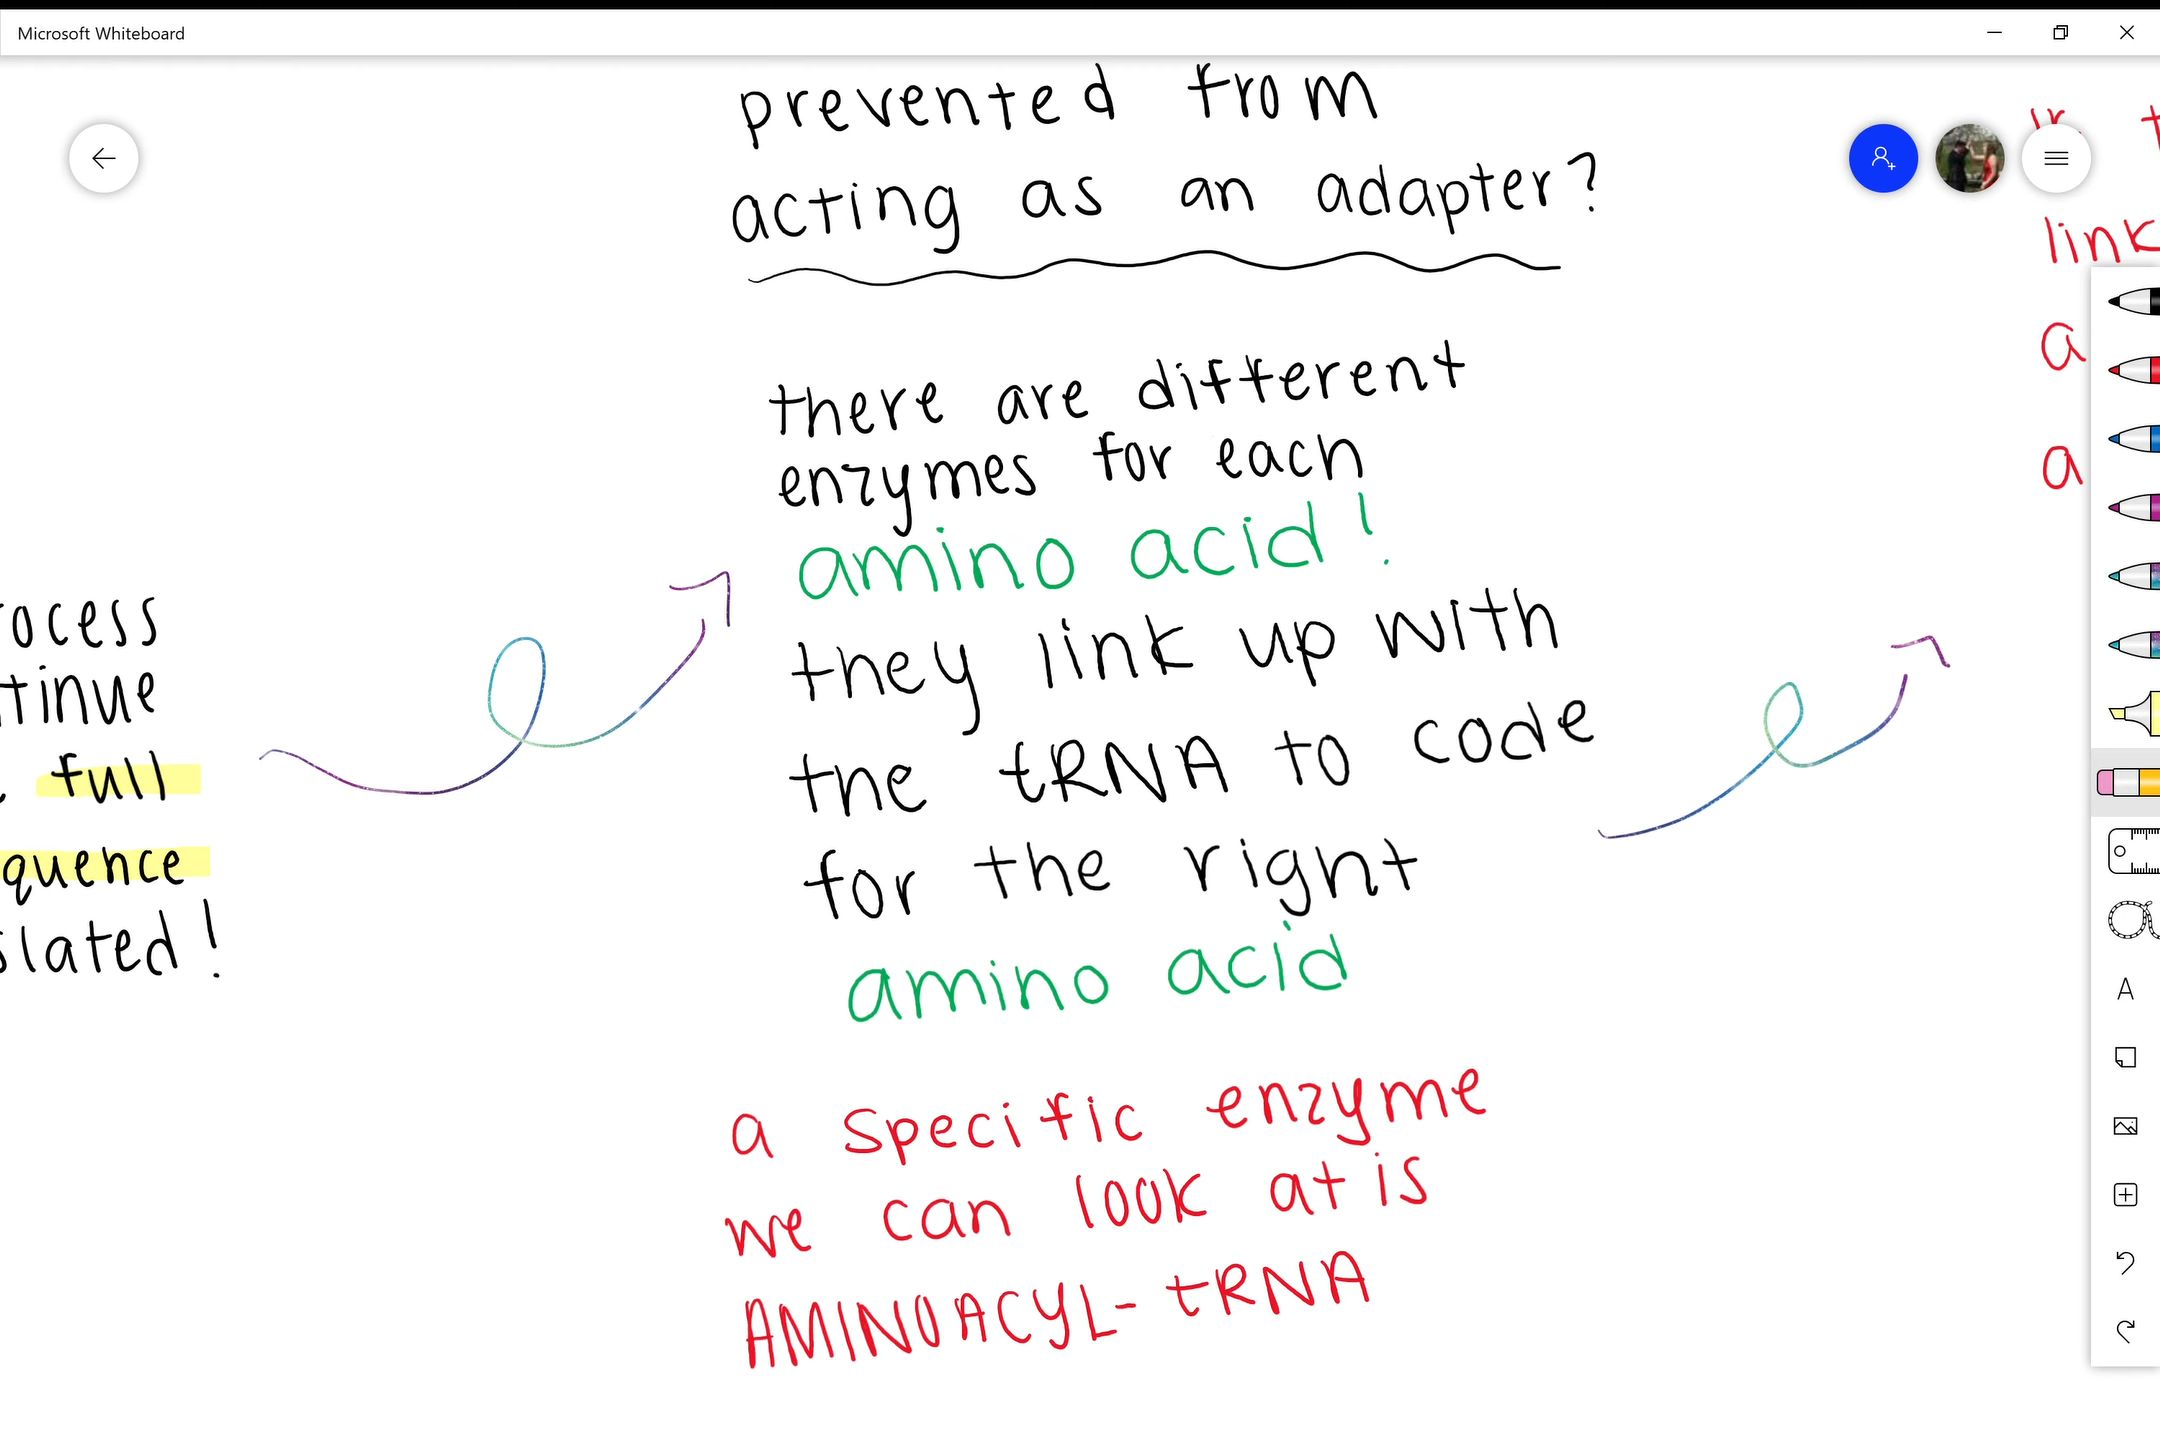 Microsoft Whiteboard
prevented from
acting as an adapter?
there are different
enzymes for each
amino acid!
they link up with
the tRNA to code
for the right
amino acid
a specific enzyme
we can look at is
AMINOACYL-tRNA
ocess
tinue
full
quence
slated!
link
a
a
A